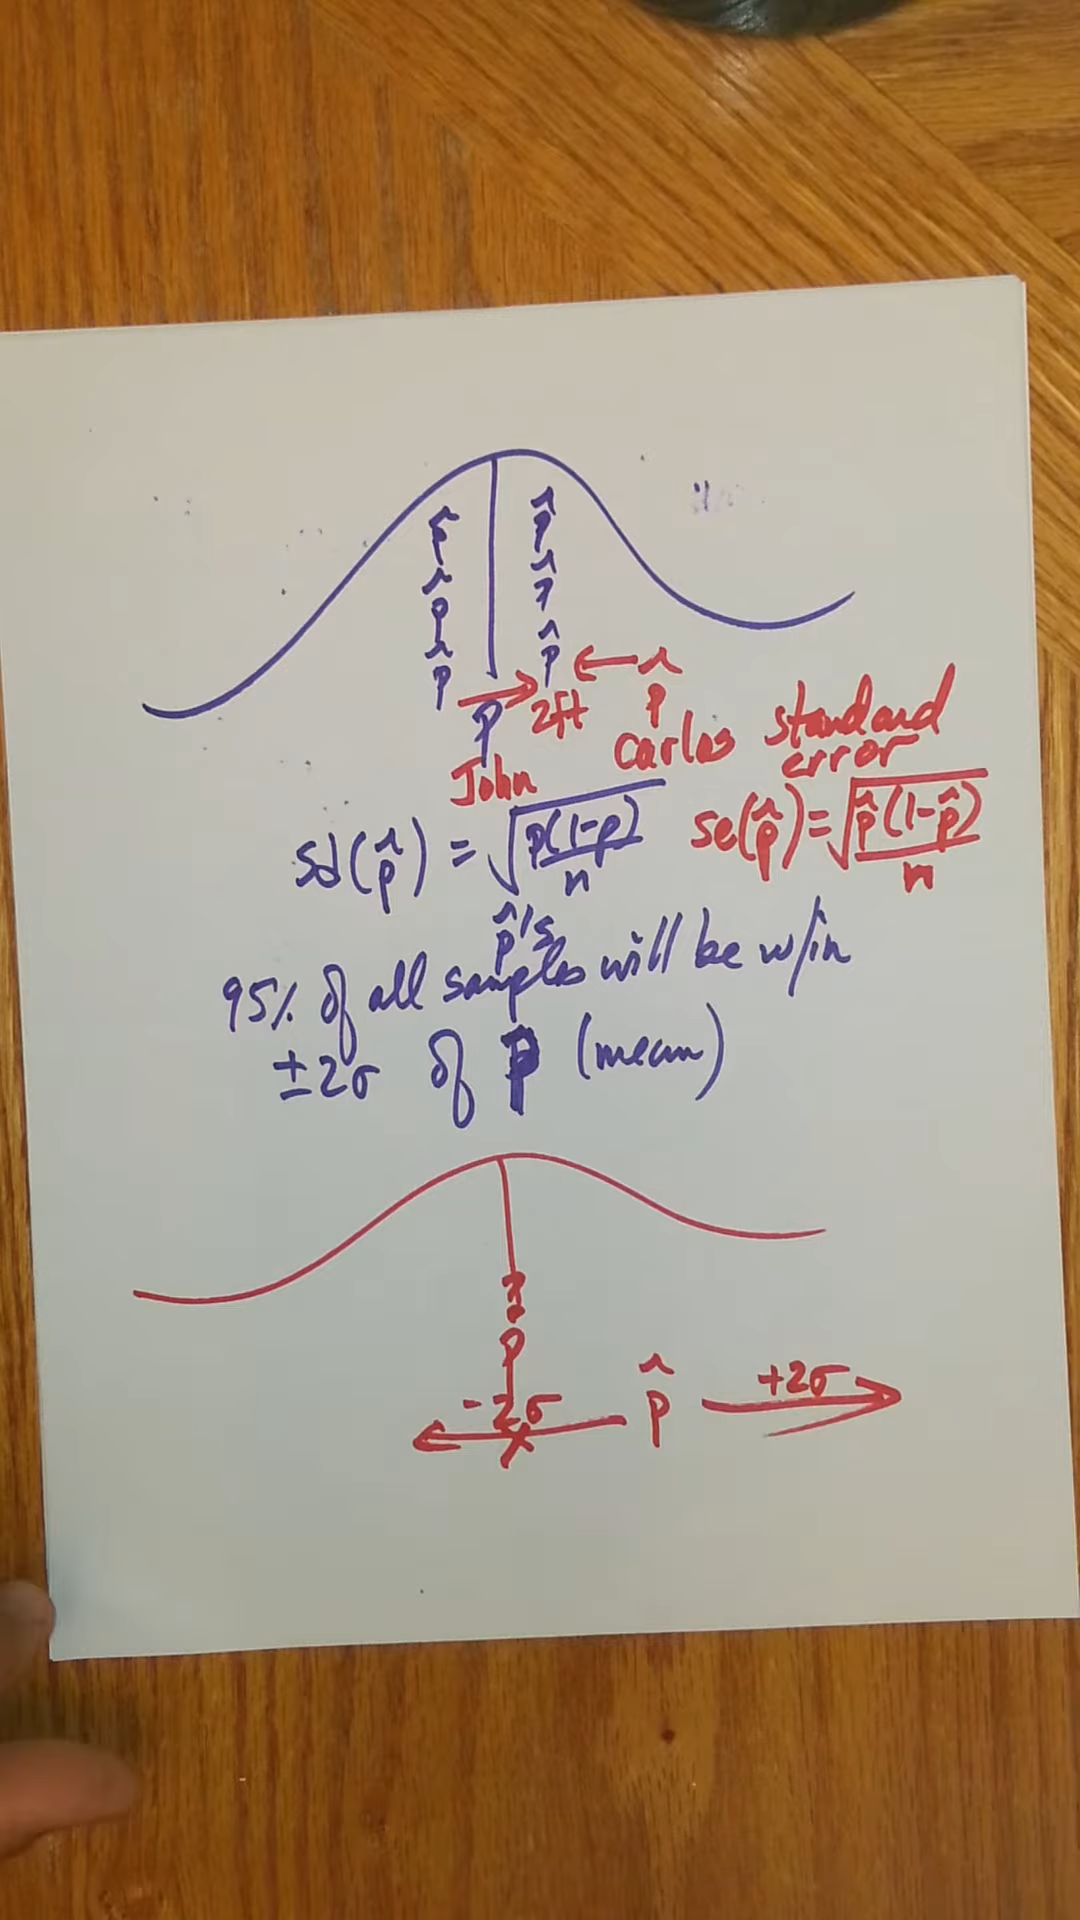 p̂ p̂
p̂ p̂
p̂ p̂ ← p̂
p → 2ft
John Carlos standard error
sd(p̂) = √(p(1-p)/n) se(p̂) = √(p̂(1-p̂)/n)
p̂'s
95% of all samples will be w/in
±2σ of P (mean)
?
p
-2σ p̂ +2σ